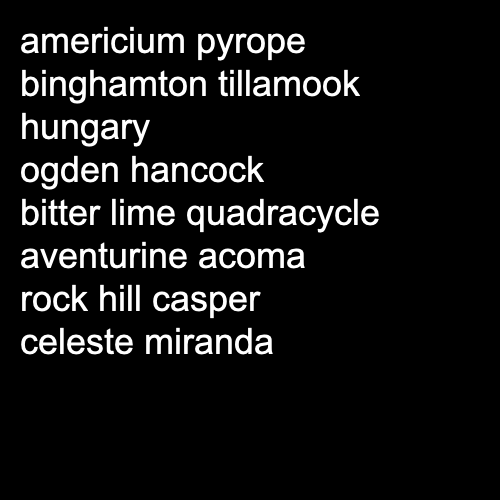 americium pyrope
binghamton tillamook
hungary
ogden hancock
bitter lime quadracycle
aventurine acoma
rock hill casper
celeste miranda